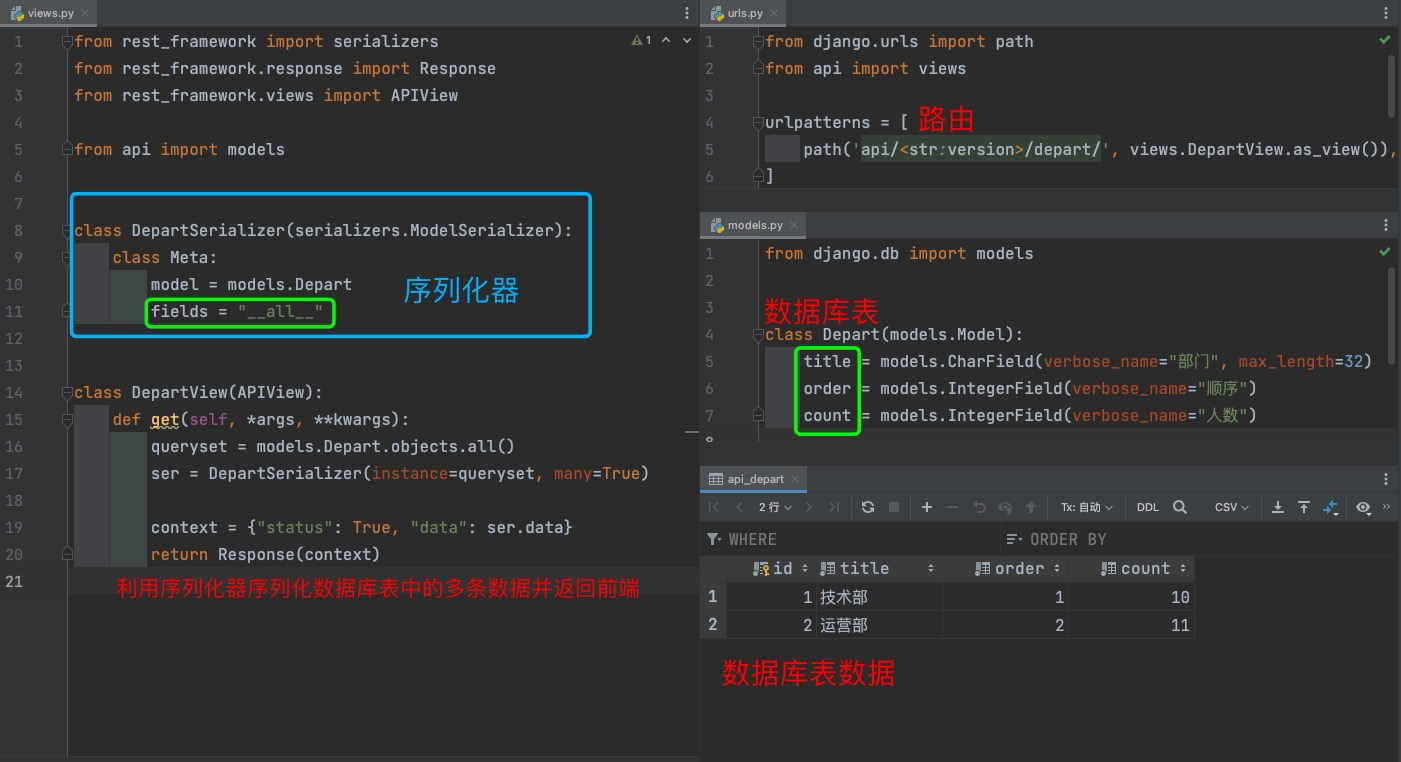 views.py
from rest_framework import serializers
from rest_framework.response import Response
from rest_framework.views import APIView
from api import models
class DepartSerializer(serializers.ModelSerializer):
class Meta:
model = models.Depart
fields = "__all__"
序列化器
class DepartView(APIView):
def get(self, *args, **kwargs):
queryset = models.Depart.objects.all()
ser = DepartSerializer(instance=queryset, many=True)
context = {"status": True, "data": ser.data}
return Response(context)
利用序列化器序列化数据库表中的多条数据并返回前端
1
2
3
4
5
6
7
8
9
10
11
12
13
14
15
16
17
18
19
20
21
1
urls.py
1 from django.urls import path
2 from api import views
3
4 urlpatterns = [ 路由
5 path('api/<str:version>/depart/', views.DepartView.as_view()),
6 ]
models.py
1 from django.db import models
2
3 数据库表
4 class Depart(models.Model):
5 title = models.CharField(verbose_name="部门", max_length=32)
6 order = models.IntegerField(verbose_name="顺序")
7 count = models.IntegerField(verbose_name="人数")
8
api_depart
2 行 Tx: 自动 DDL CSV
WHERE ORDER BY
id title order count
1 1 技术部 1 10
2 2 运营部 2 11
数据库表数据